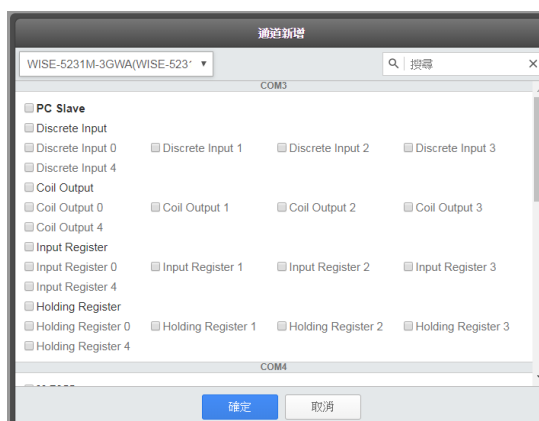 通道新增
WISE-5231M-3GWA(WISE-523 搜尋
COM3
PC Slave
Discrete Input
Discrete Input 0 Discrete Input 1 Discrete Input 2 Discrete Input 3
Discrete Input 4
Coil Output
Coil Output 0 Coil Output 1 Coil Output 2 Coil Output 3
Coil Output 4
Input Register
Input Register 0 Input Register 1 Input Register 2 Input Register 3
Input Register 4
Holding Register
Holding Register 0 Holding Register 1 Holding Register 2 Holding Register 3
Holding Register 4
COM4
確定 取消